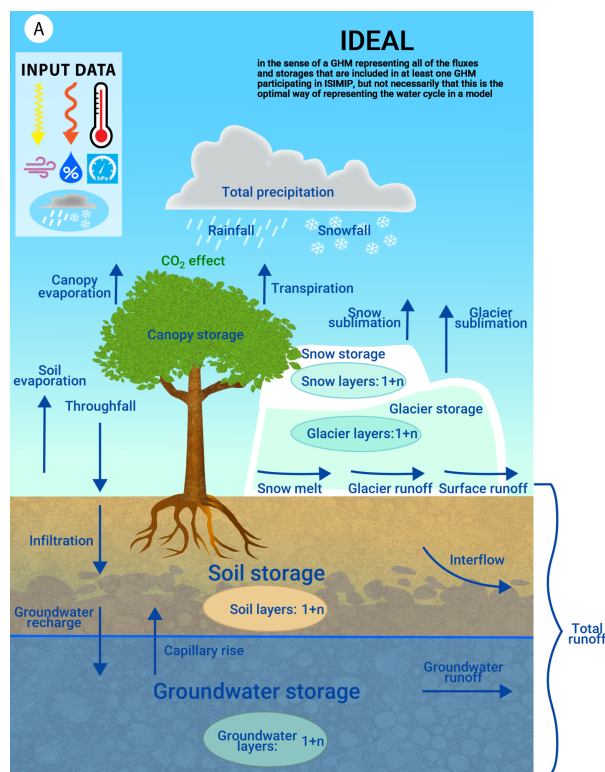 A
IDEAL
in the sense of a GHM representing all of the fluxes
and storages that are included in at least one GHM
participating in ISIMIP, but not necessarily that this is the
optimal way of representing the water cycle in a model
INPUT DATA
%
hPa
Total precipitation
Rainfall
Snowfall
CO₂ effect
Canopy
evaporation
Transpiration
Snow
sublimation
Glacier
sublimation
Canopy storage
Snow storage
Snow layers: 1+n
Soil
evaporation
Throughfall
Glacier storage
Glacier layers: 1+n
Snow melt
Glacier runoff
Surface runoff
Infiltration
Interflow
Soil storage
Soil layers: 1+n
Groundwater
recharge
Total
runoff
Capillary rise
Groundwater
runoff
Groundwater storage
Groundwater
layers: 1+n